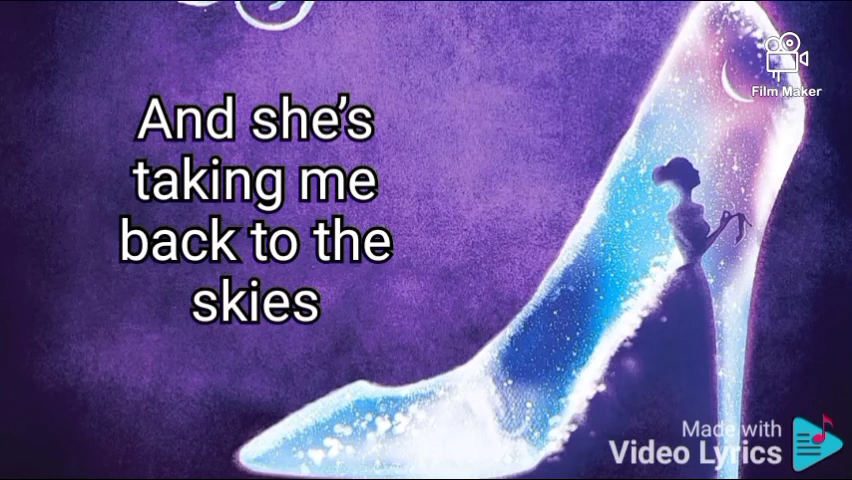 Film Maker
And she's
taking me
back to the
skies
Made with
Video Lyrics